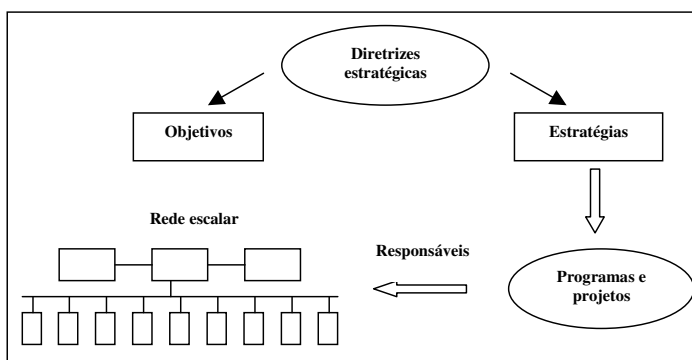 Diretrizes
estratégicas
Objetivos
Estratégias
Rede escalar
Responsáveis
Programas e
projetos